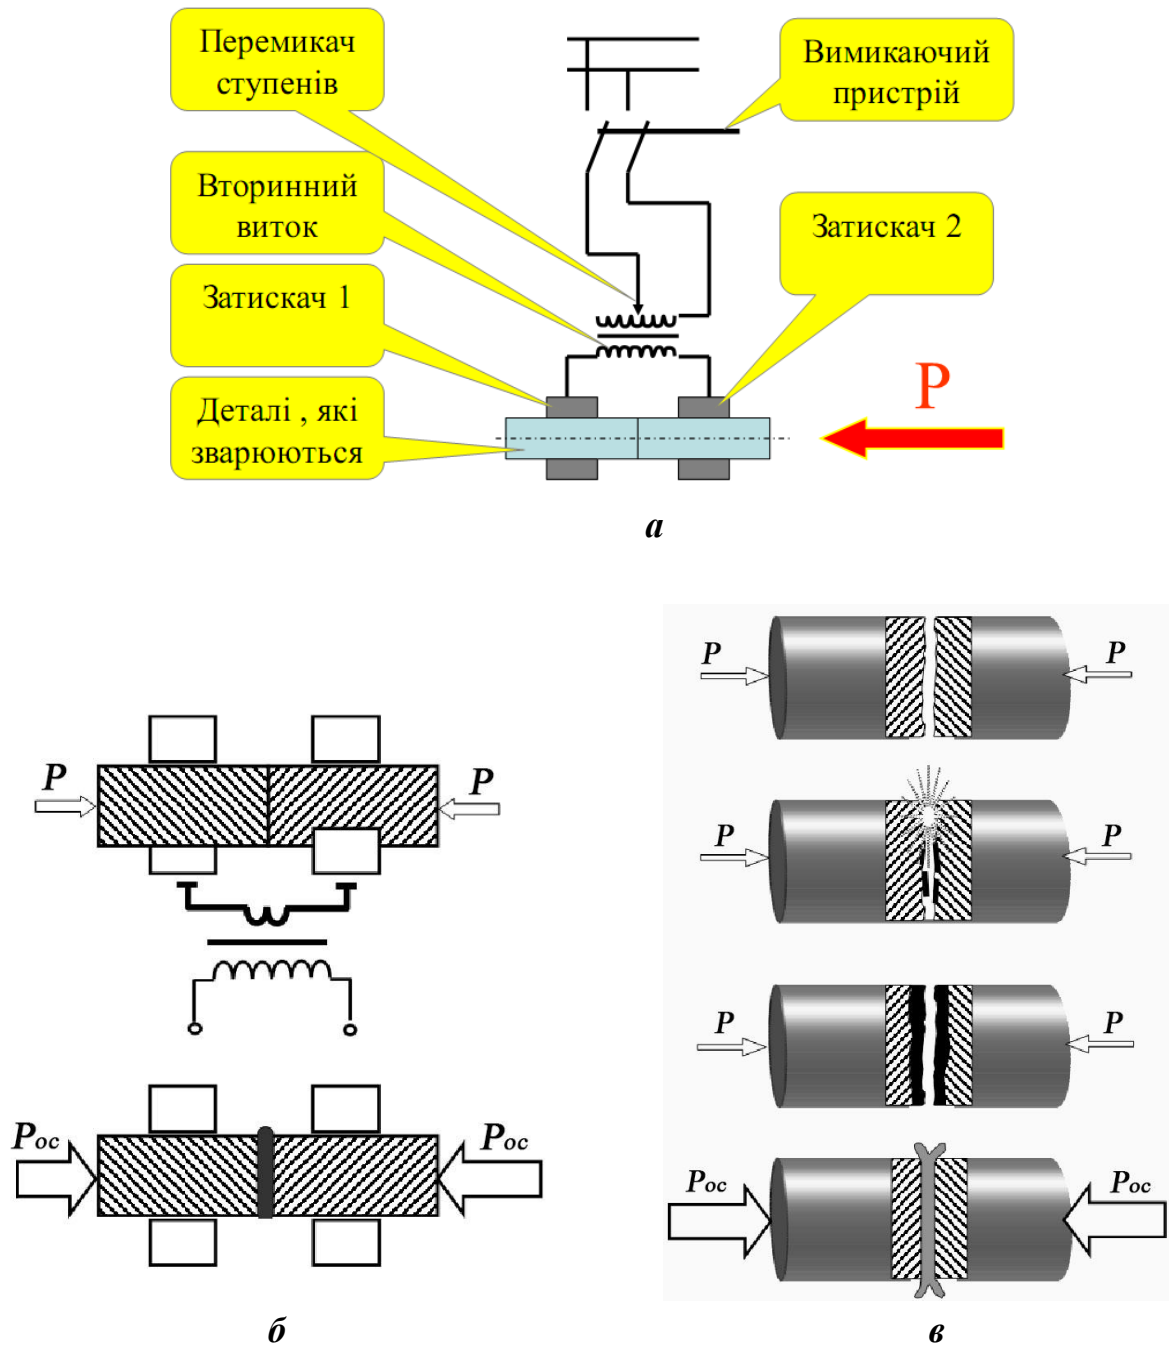 Перемикач
ступенів
Вимикаючий
пристрій
Вторинний
виток
Затискач 2
Затискач 1
P
Деталі , які
зварюються
а
P
P
P
P
P
P
P
P
Pос
Pос
Pос
Pос
б
в